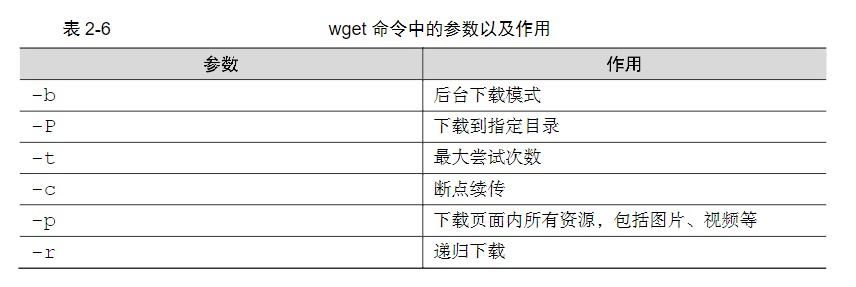 表 2-6 wget 命令中的参数以及作用
参数 作用
-b 后台下载模式
-P 下载到指定目录
-t 最大尝试次数
-c 断点续传
-p 下载页面内所有资源，包括图片、视频等
-r 递归下载